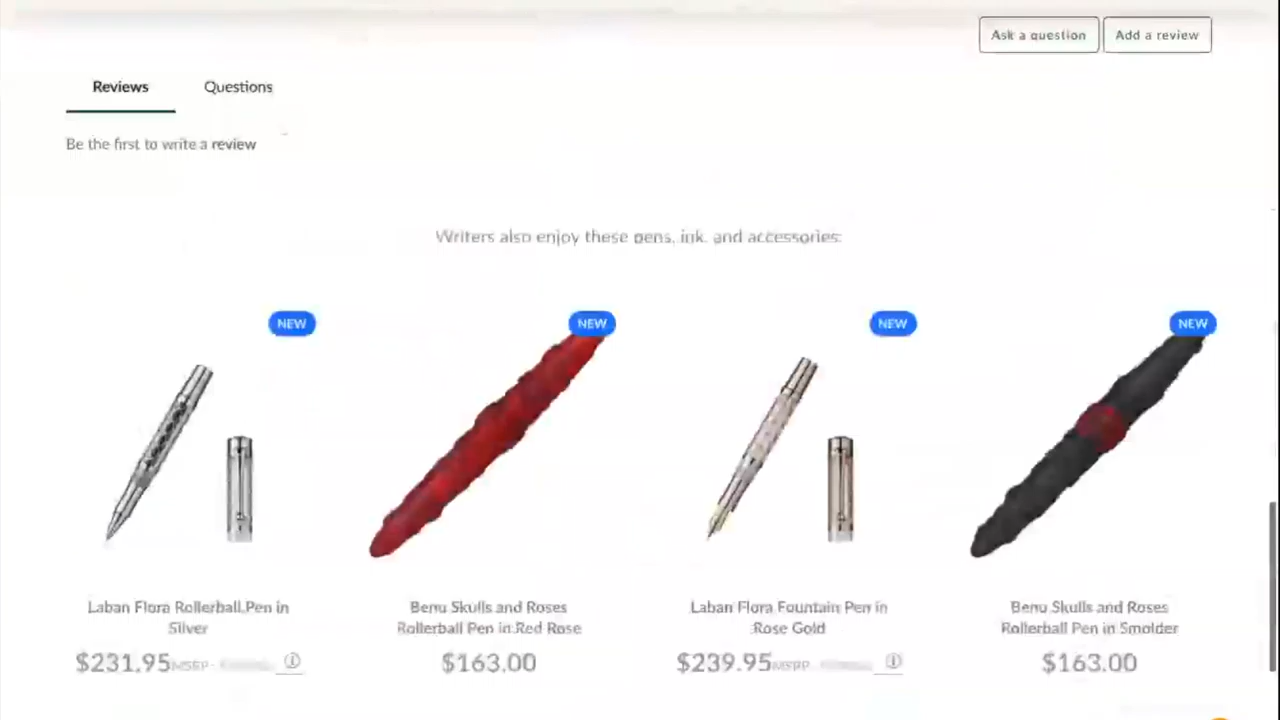 Ask a question Add a review
Reviews Questions
Be the first to write a review
Writers also enjoy these pens, ink, and accessories:
NEW NEW NEW NEW
Laban Flora Rollerball Pen in
Silver
$231.95 MSRP
Benu Skulls and Roses
Rollerball Pen in Red Rose
$163.00
Laban Flora Fountain Pen in
Rose Gold
$239.95 MSRP
Benu Skulls and Roses
Rollerball Pen in Smolder
$163.00